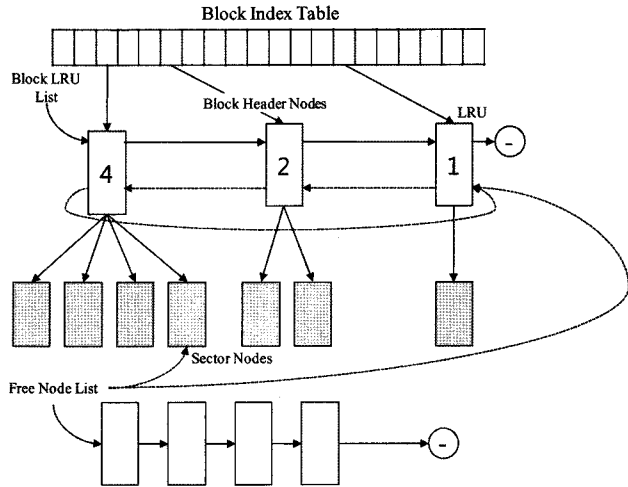 Block Index Table
Block LRU
List
Block Header Nodes
LRU
4
2
1
-
Sector Nodes
Free Node List
-